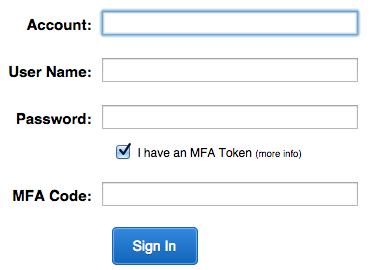 Account:
User Name:
Password:
I have an MFA Token (more info)
MFA Code:
Sign In